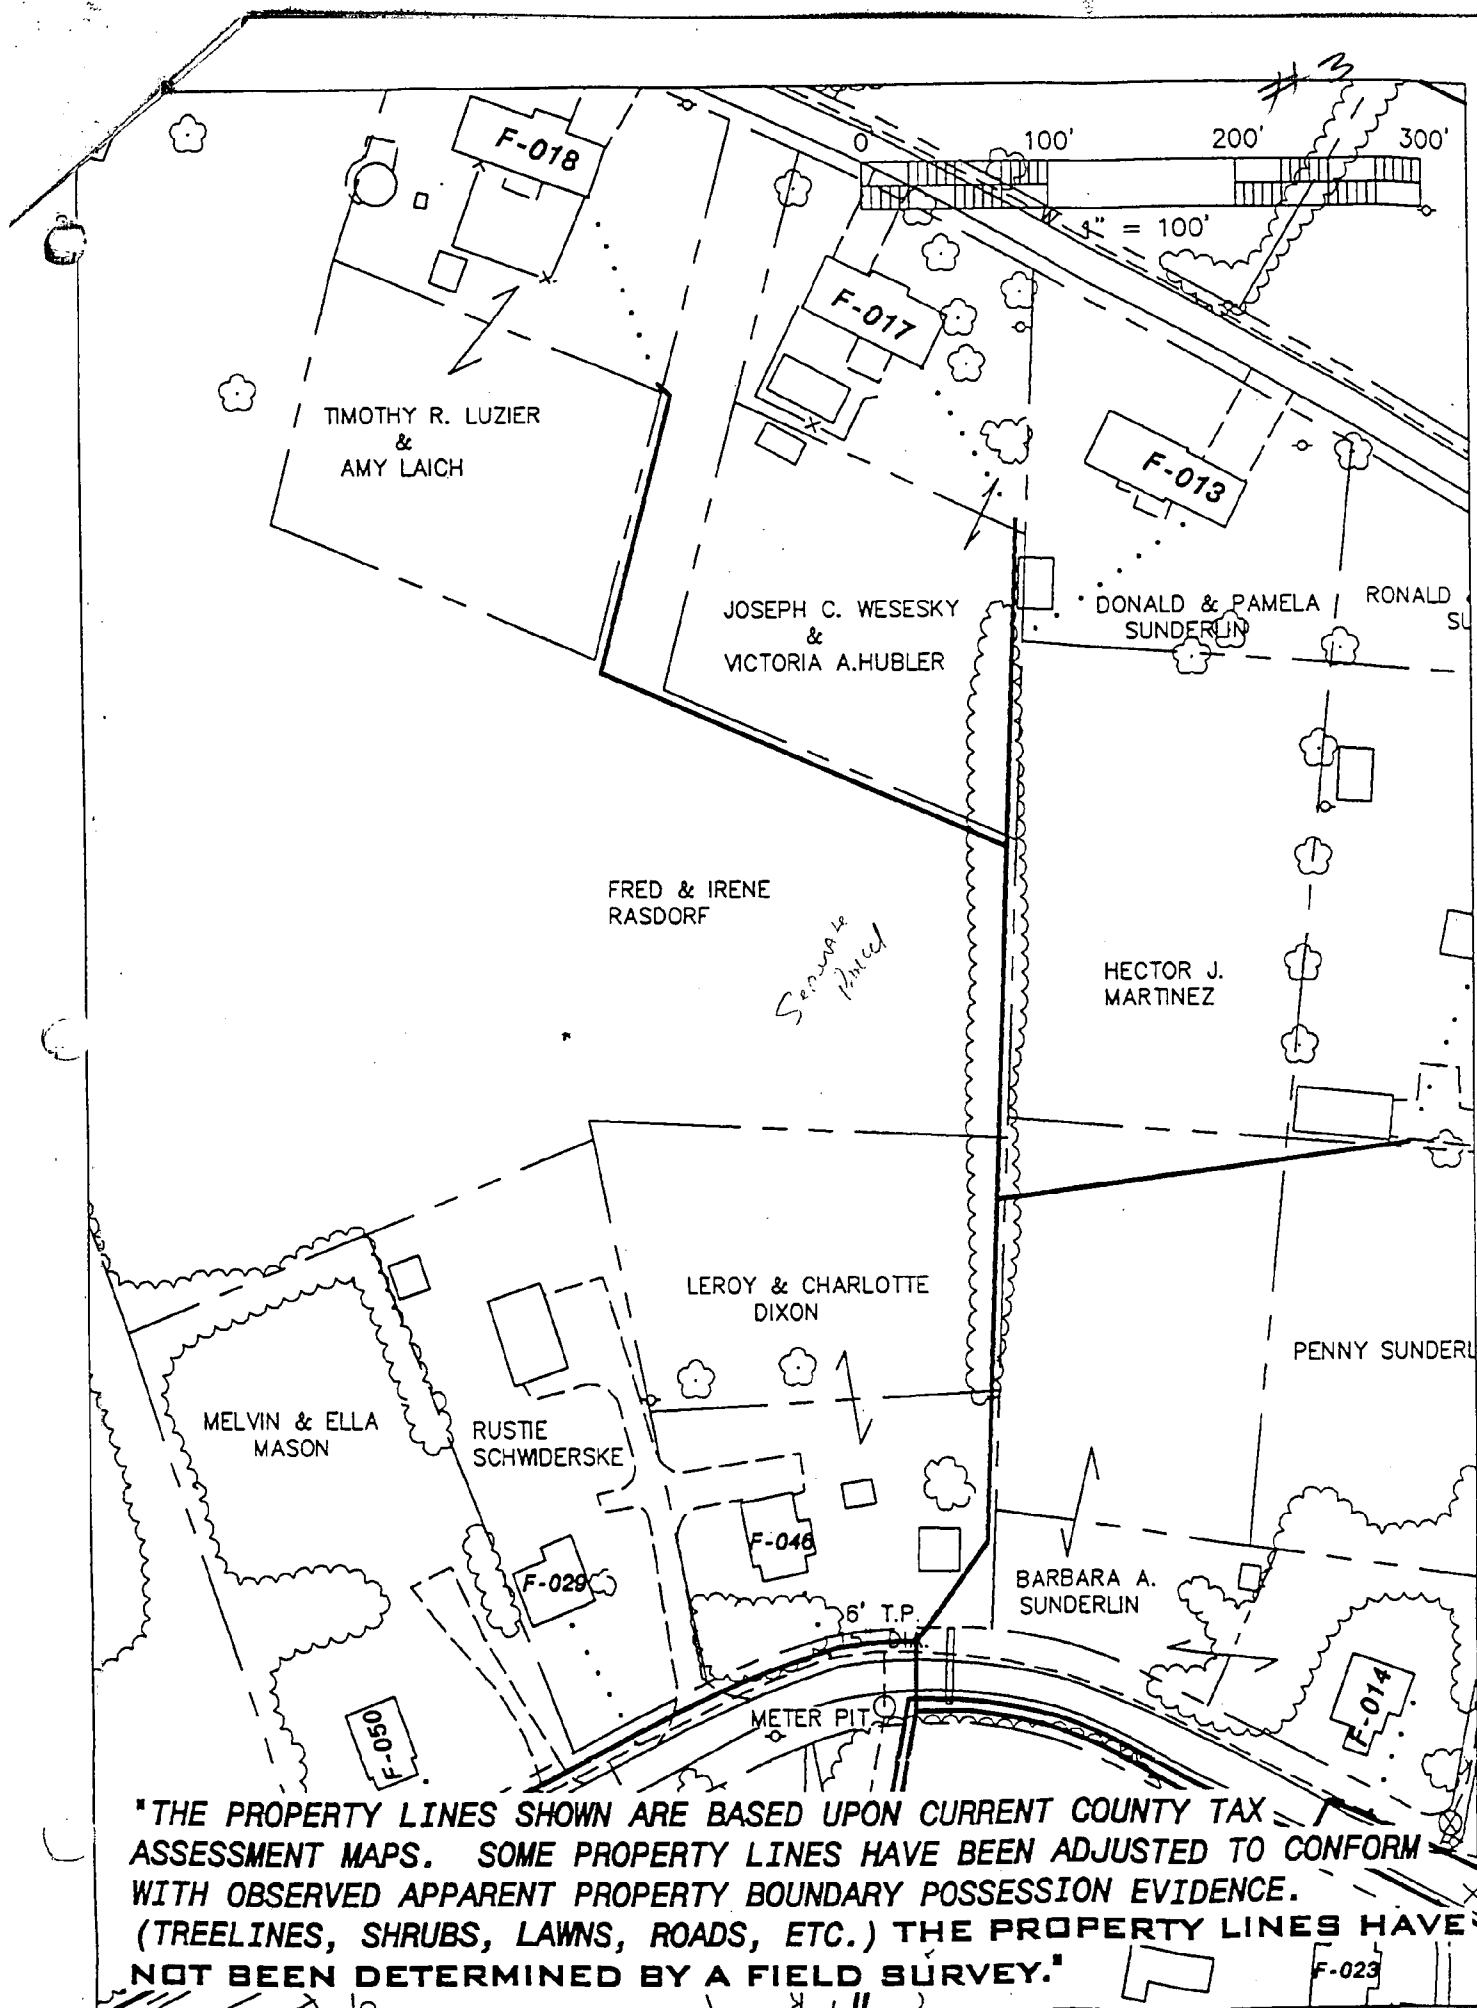 # 3
0 100' 200' 300'
1" = 100'
F-018
F-017
F-013
TIMOTHY R. LUZIER
&
AMY LAICH
JOSEPH C. WESESKY
&
VICTORIA A.HUBLER
DONALD & PAMELA
SUNDERLIN
RONALD
SU
FRED & IRENE
RASDORF
Separate
Parcel
HECTOR J.
MARTINEZ
LEROY & CHARLOTTE
DIXON
PENNY SUNDERL
MELVIN & ELLA
MASON
RUSTIE
SCHWIDERSKE
F-046
F-029
BARBARA A.
SUNDERLIN
6' T.P.
F-014
METER PIT
F-050
"THE PROPERTY LINES SHOWN ARE BASED UPON CURRENT COUNTY TAX
ASSESSMENT MAPS. SOME PROPERTY LINES HAVE BEEN ADJUSTED TO CONFORM
WITH OBSERVED APPARENT PROPERTY BOUNDARY POSSESSION EVIDENCE.
(TREELINES, SHRUBS, LAWNS, ROADS, ETC.) THE PROPERTY LINES HAVE
NOT BEEN DETERMINED BY A FIELD SURVEY."
F-023